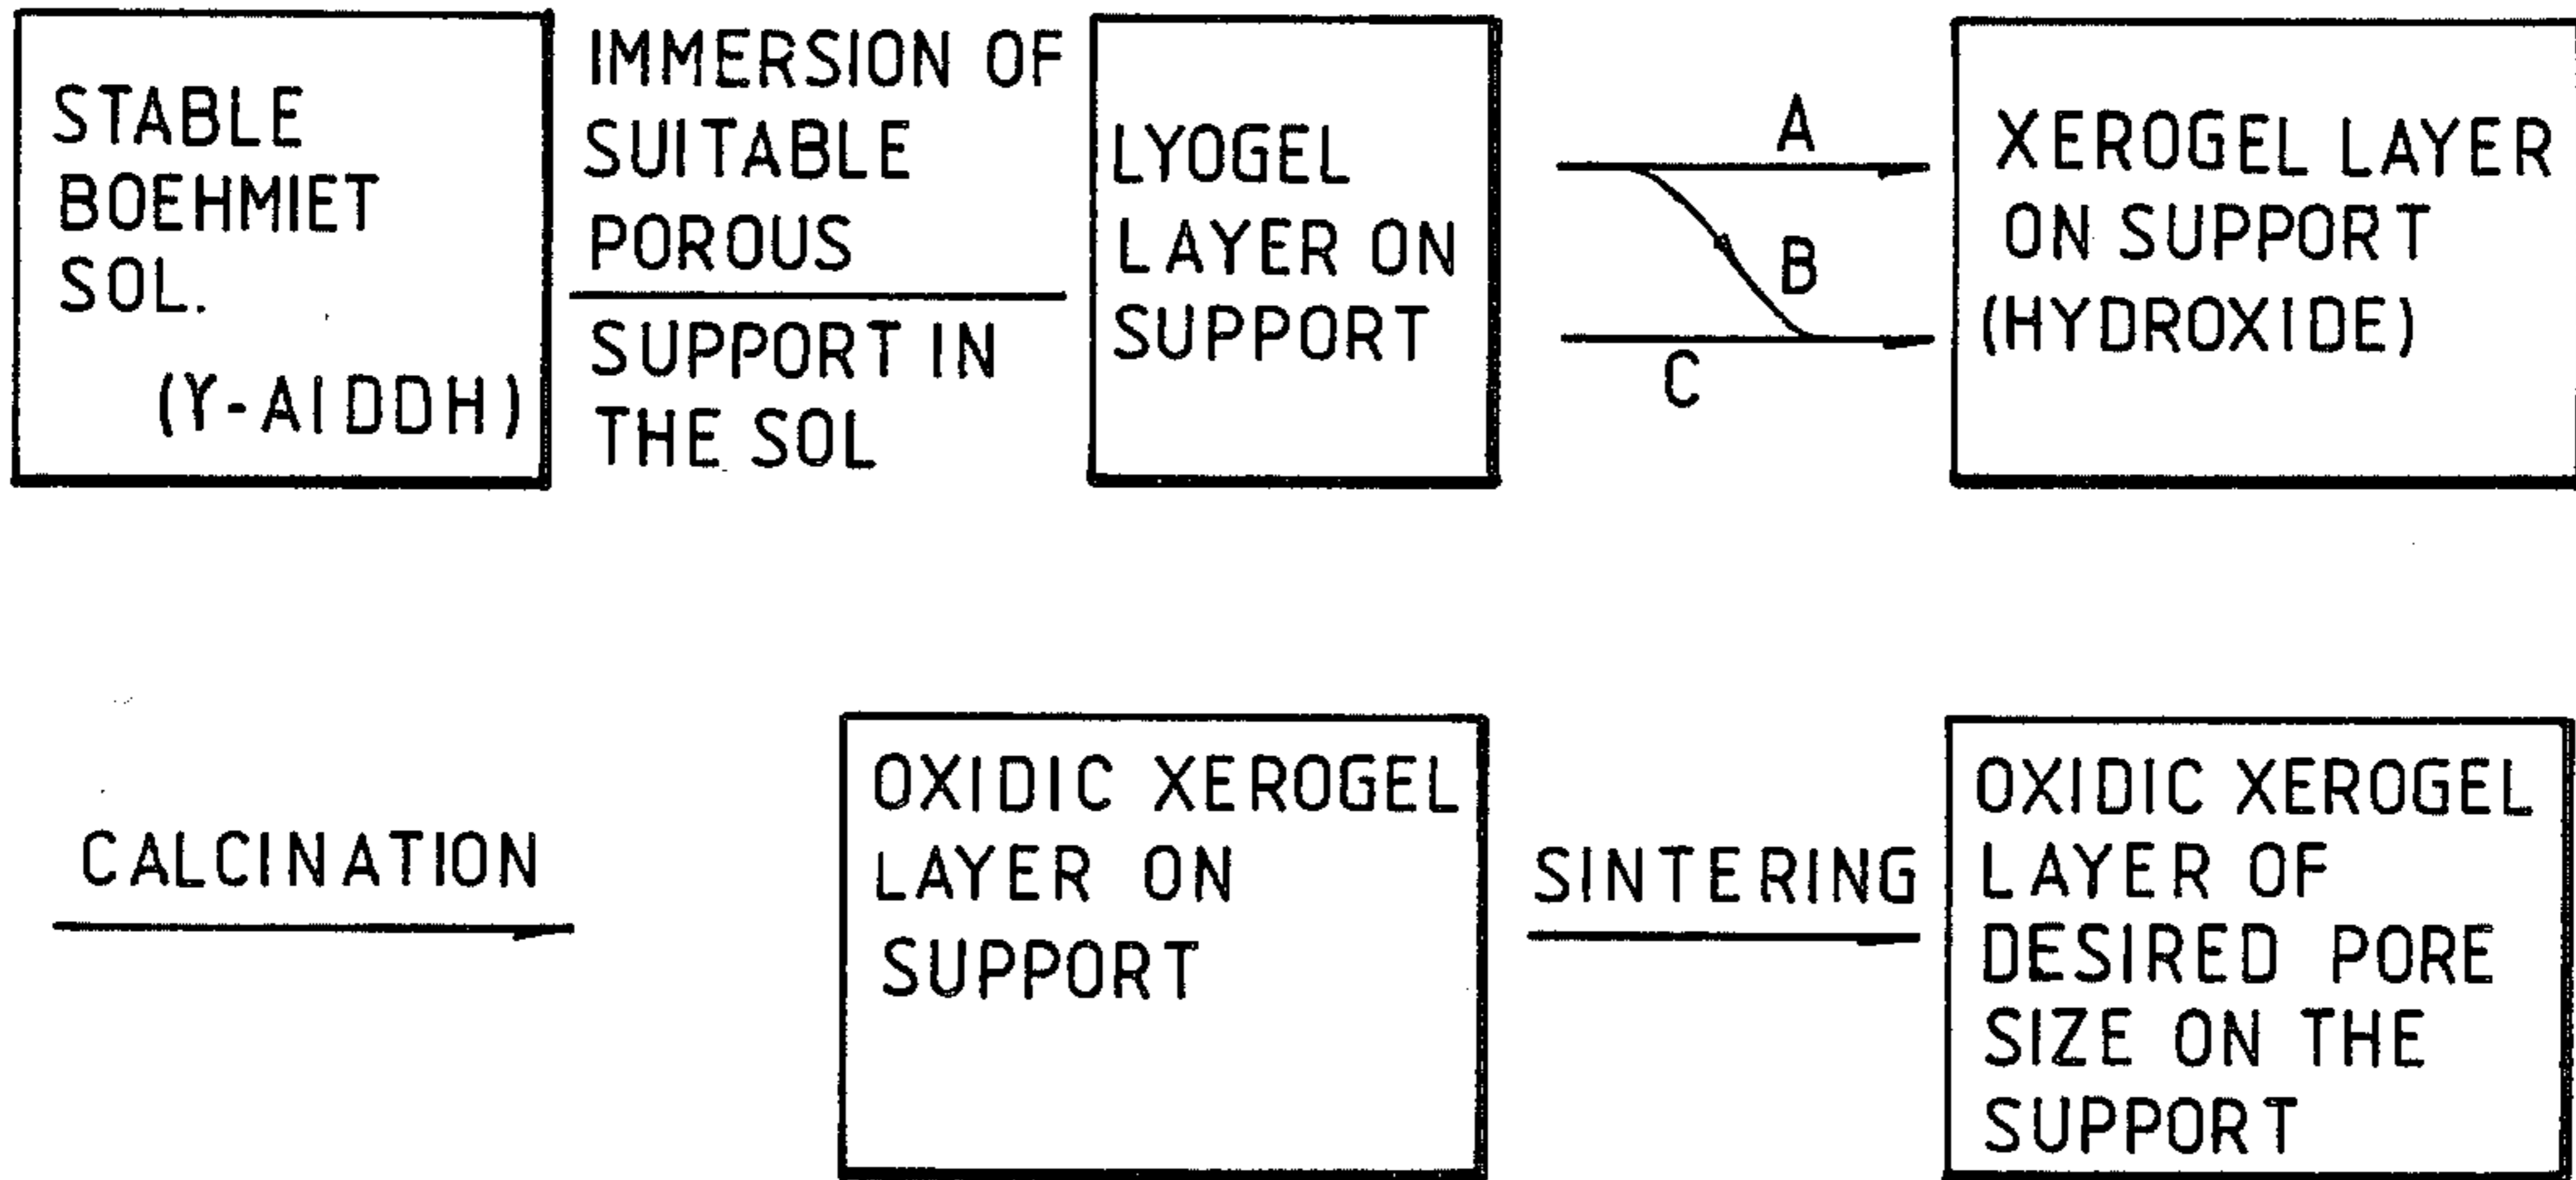 STABLE
BOEHMIET
SOL.
(Y-AIDDH)
IMMERSION OF
SUITABLE
POROUS
SUPPORT IN
THE SOL
LYOGEL
LAYER ON
SUPPORT
A
B
C
XEROGEL LAYER
ON SUPPORT
(HYDROXIDE)
CALCINATION
OXIDIC XEROGEL
LAYER ON
SUPPORT
SINTERING
OXIDIC XEROGEL
LAYER OF
DESIRED PORE
SIZE ON THE
SUPPORT